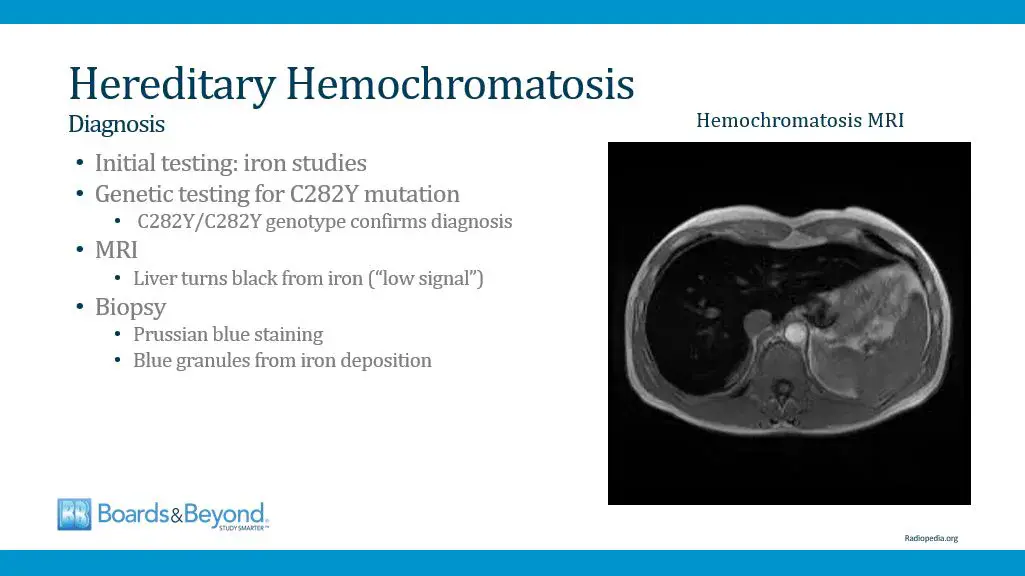 Hereditary Hemochromatosis
Diagnosis
Hemochromatosis MRI
• Initial testing: iron studies
• Genetic testing for C282Y mutation
• C282Y/C282Y genotype confirms diagnosis
• MRI
• Liver turns black from iron (“low signal”)
• Biopsy
• Prussian blue staining
• Blue granules from iron deposition
BB Boards&Beyond.
STUDY SMARTER™
Radiopedia.org